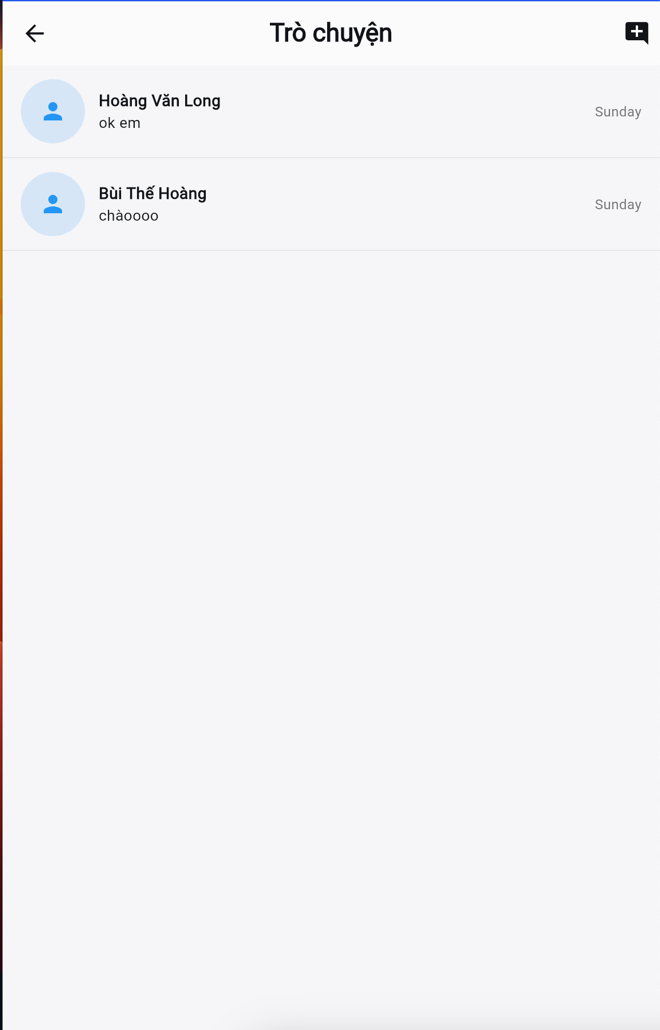 Trò chuyện
Hoàng Văn Long
ok em
Sunday
Bùi Thế Hoàng
chàoooo
Sunday